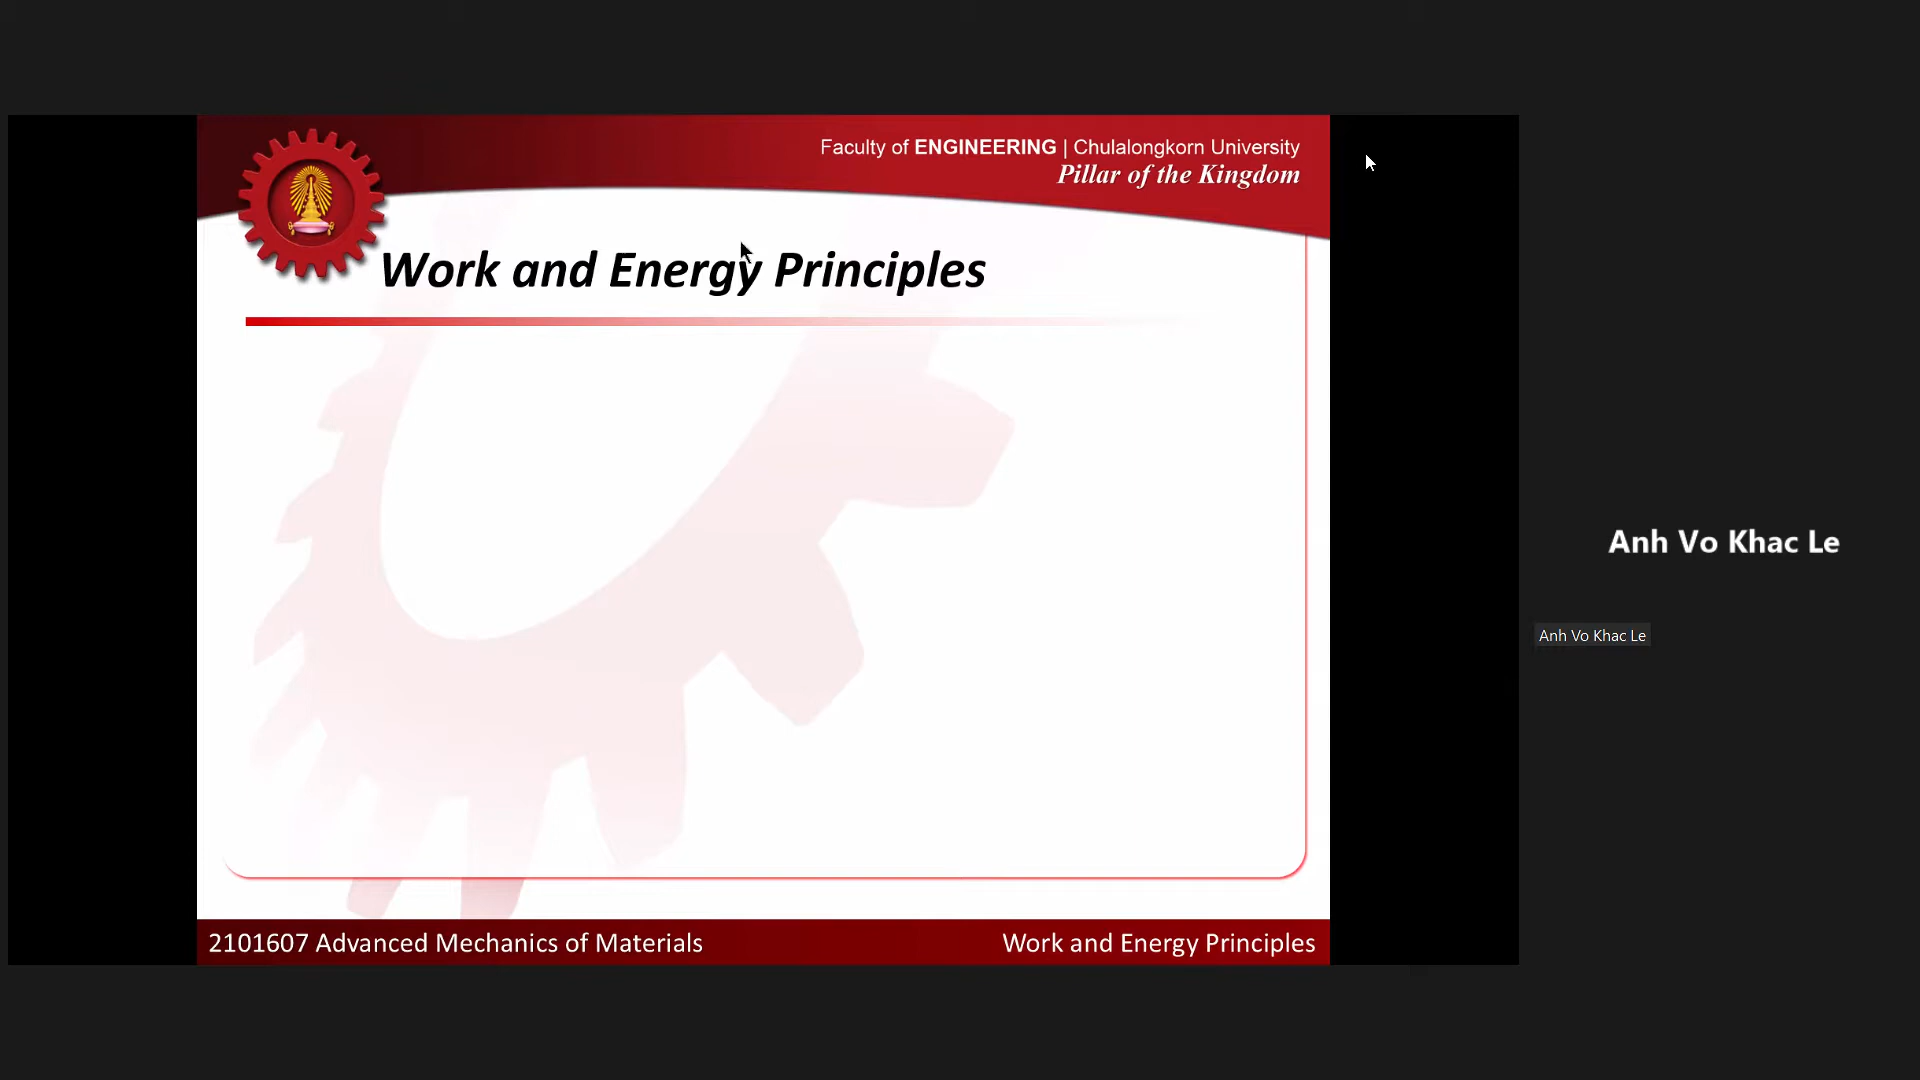 Faculty of ENGINEERING | Chulalongkorn University
Pillar of the Kingdom
Work and Energy Principles
Anh Vo Khac Le
Anh Vo Khac Le
2101607 Advanced Mechanics of Materials
Work and Energy Principles